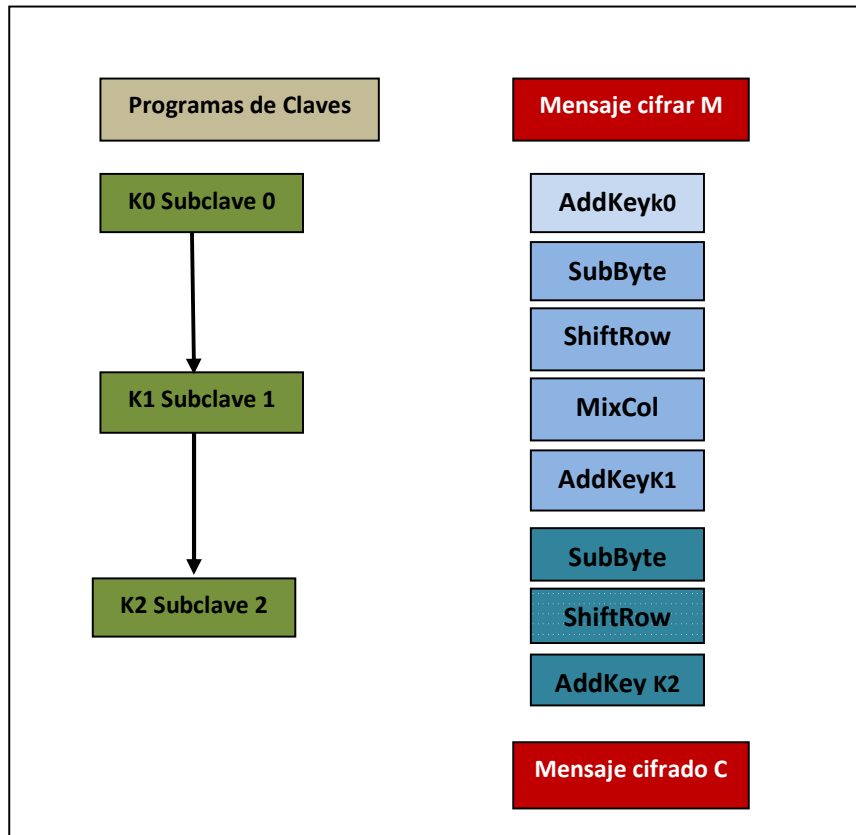 Programas de Claves
K0 Subclave 0
K1 Subclave 1
K2 Subclave 2
Mensaje cifrar M
AddKeyk0
SubByte
ShiftRow
MixCol
AddKeyK1
SubByte
ShiftRow
AddKey K2
Mensaje cifrado C